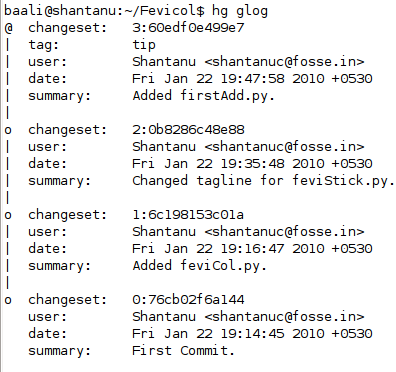 baali@shantanu:~/Fevicol$ hg glog
@  changeset:   3:60edf0e499e7
|  tag:         tip
|  user:        Shantanu <shantanuc@fosse.in>
|  date:        Fri Jan 22 19:47:58 2010 +0530
|  summary:     Added firstAdd.py.
|
o  changeset:   2:0b8286c48e88
|  user:        Shantanu <shantanuc@fosse.in>
|  date:        Fri Jan 22 19:35:48 2010 +0530
|  summary:     Changed tagline for feviStick.py.
|
o  changeset:   1:6c198153c01a
|  user:        Shantanu <shantanuc@fosse.in>
|  date:        Fri Jan 22 19:16:47 2010 +0530
|  summary:     Added feviCol.py.
|
o  changeset:   0:76cb02f6a144
   user:        Shantanu <shantanuc@fosse.in>
   date:        Fri Jan 22 19:14:45 2010 +0530
   summary:     First Commit.